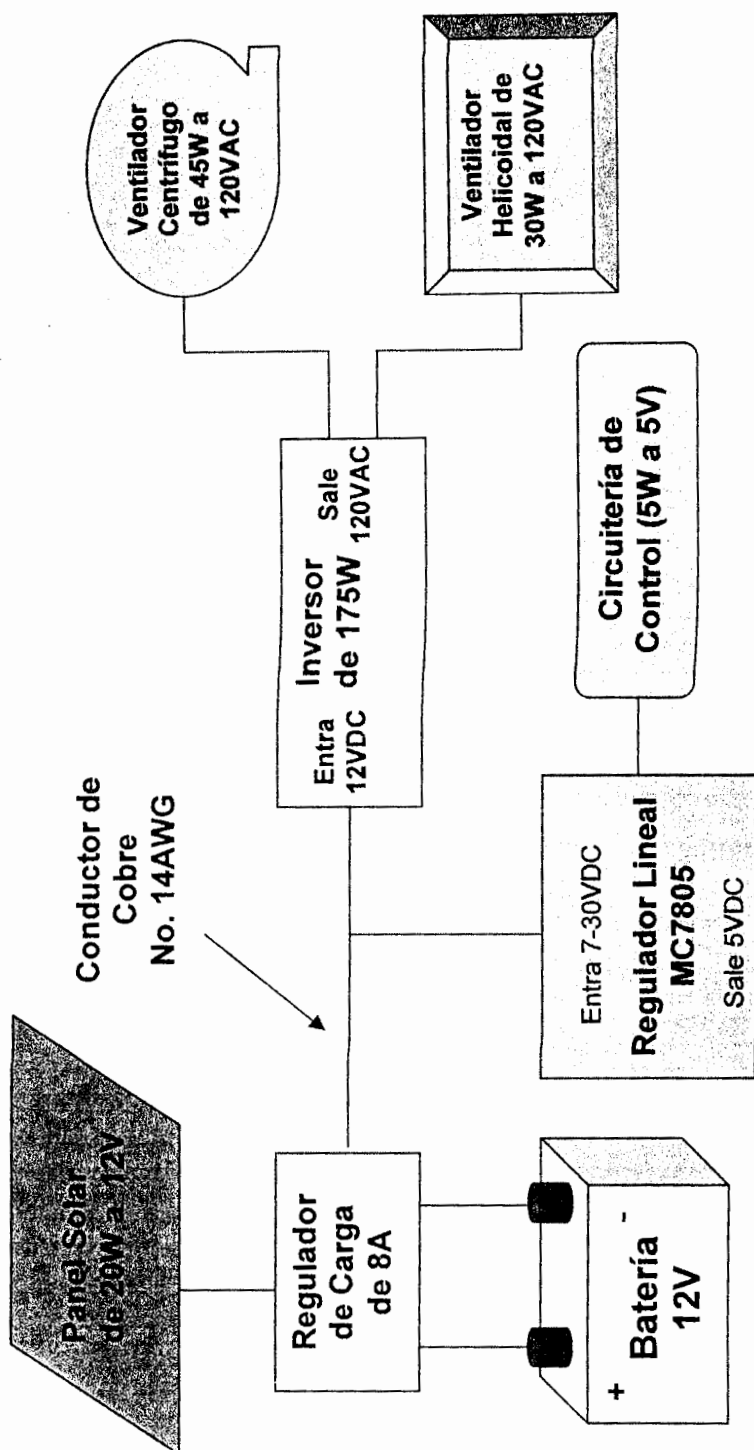 Panel Solar
de 20W a 12V
Conductor de
Cobre
No. 14AWG
Regulador
de Carga
de 8A
Batería
12V
+
-
Entra
12VDC
Inversor
de 175W
Sale
120VAC
Ventilador
Centrífugo
de 45W a
120VAC
Ventilador
Helicoidal de
30W a 120VAC
Entra 7-30VDC
Regulador Lineal
MC7805
Sale 5VDC
Circuitería de
Control (5W a 5V)